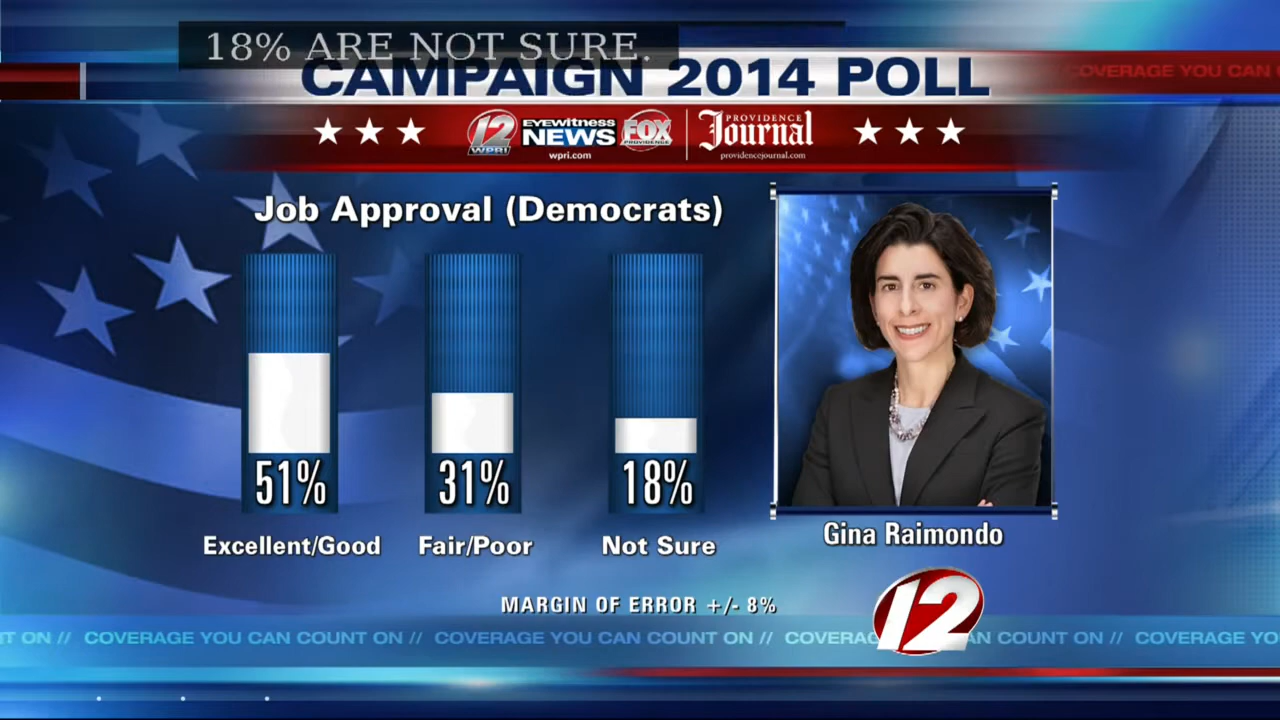 18% ARE NOT SURE.
CAMPAIGN 2014 POLL
COVERAGE YOU CAN
12 WPRI EYEWITNESS NEWS wpri.com FOX PROVIDENCE
PROVIDENCE Journal providencejournal.com
Job Approval (Democrats)
51% 31% 18%
Excellent/Good Fair/Poor Not Sure
Gina Raimondo
MARGIN OF ERROR +/- 8%
12
T ON // COVERAGE YOU CAN COUNT ON // COVERAGE YOU CAN COUNT ON // COVERAG AN COUNT ON // COVERAGE YO